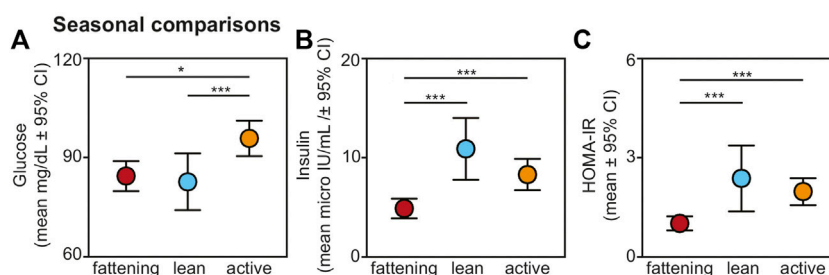 Seasonal comparisons
A
Glucose
(mean mg/dL ± 95% CI)
120
90
60
*
***
fattening lean active
B
Insulin
(mean micro IU/mL /± 95% CI)
20
10
0
***
***
fattening lean active
C
HOMA-IR
(mean ± 95% CI)
6
3
0
***
***
fattening lean active